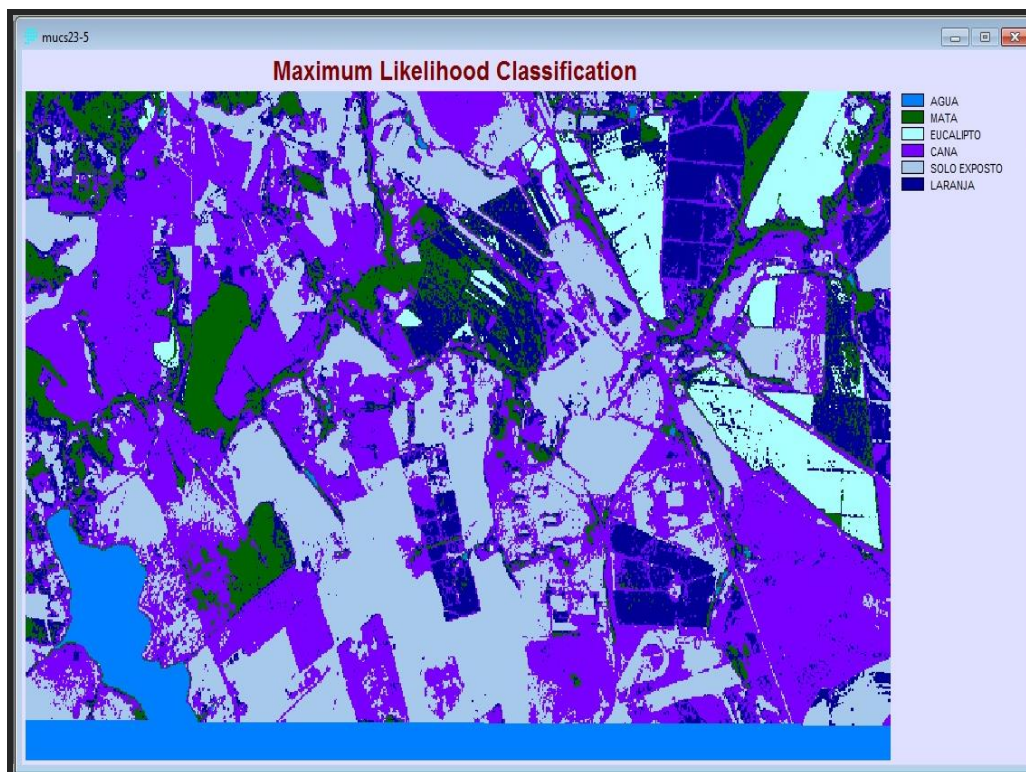 mucs23-5
Maximum Likelihood Classification
AGUA
MATA
EUCALIPTO
CANA
SOLO EXPOSTO
LARANJA